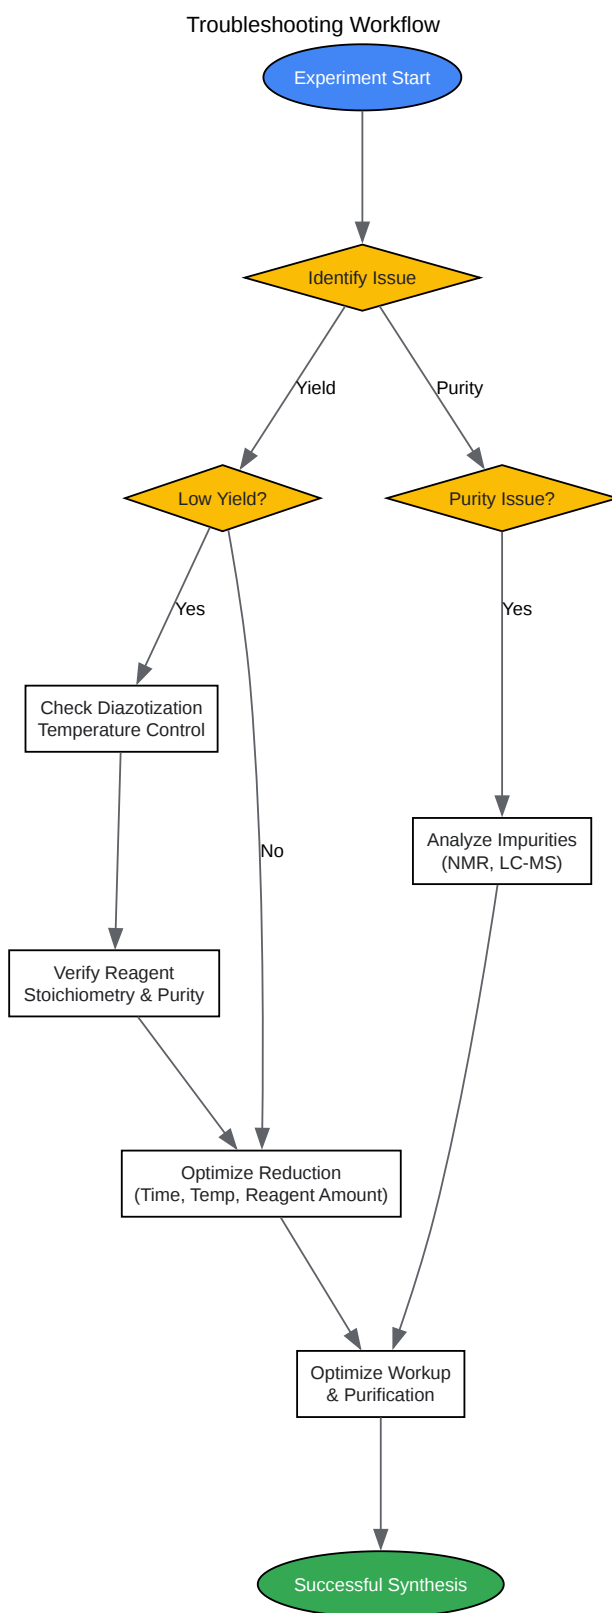 Troubleshooting Workflow
Experiment Start
Identify Issue
Yield
Purity
Low Yield?
Purity Issue?
Yes
Yes
Check Diazotization
Temperature Control
No
Analyze Impurities
(NMR, LC-MS)
Verify Reagent
Stoichiometry & Purity
Optimize Reduction
(Time, Temp, Reagent Amount)
Optimize Workup
& Purification
Successful Synthesis